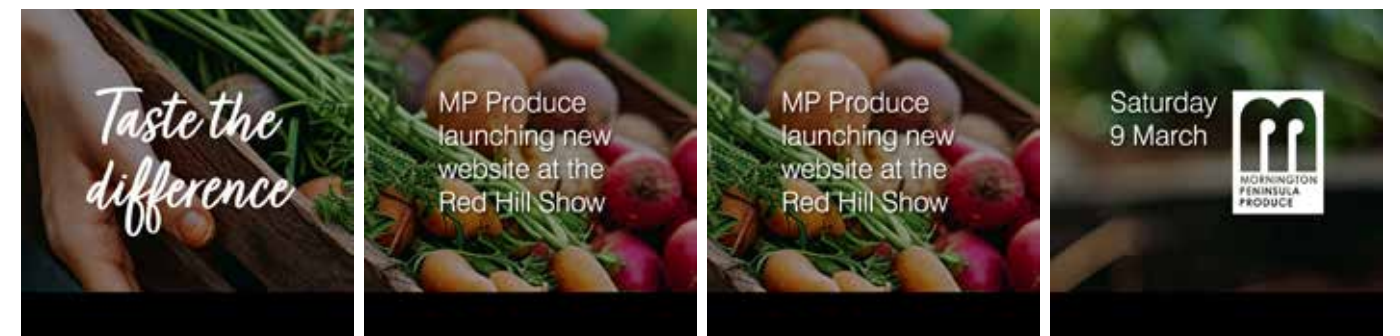 Taste the
difference
MP Produce
launching new
website at the
Red Hill Show
MP Produce
launching new
website at the
Red Hill Show
Saturday
9 March
MORNINGTON
PENINSULA
PRODUCE